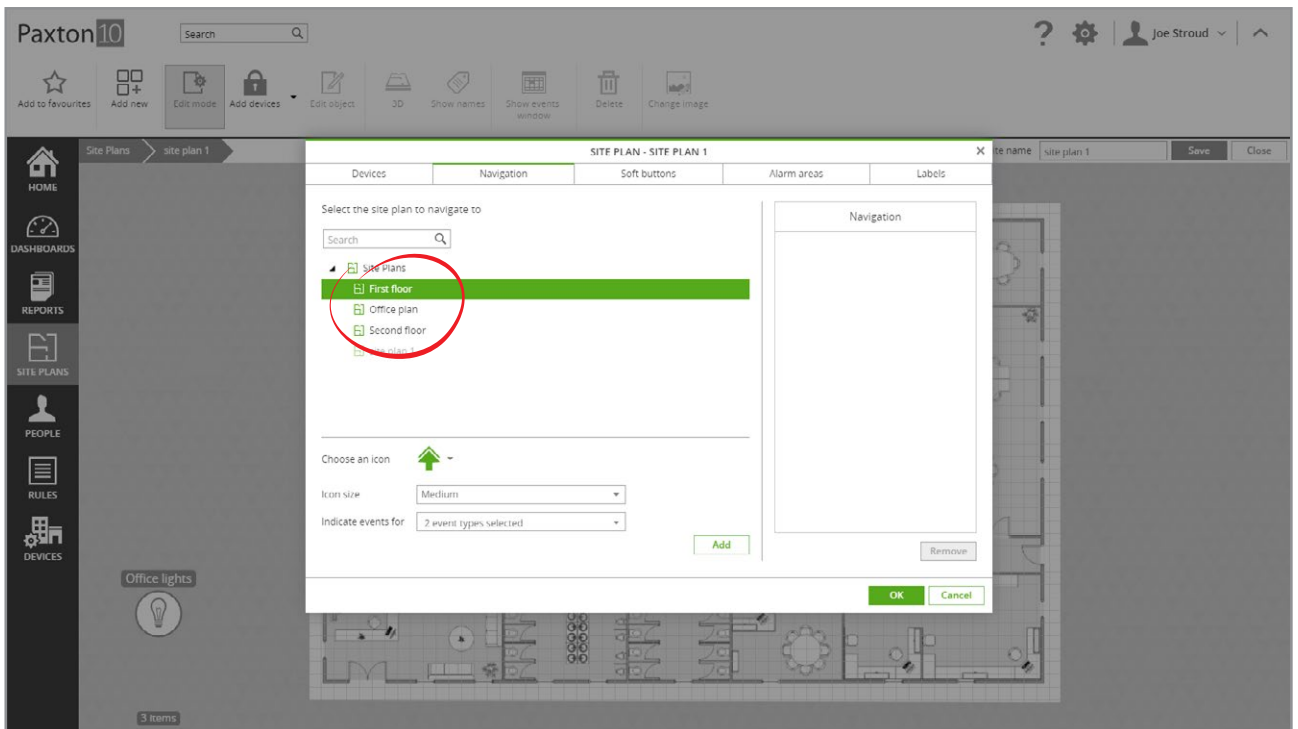 Paxton10
Search
Joe Stroud
Add to favourites
Add new
Edit mode
Add devices
Edit object
3D
Show names
Show events window
Delete
Change image
Site Plans
site plan 1
SITE PLAN - SITE PLAN 1
te name
site plan 1
Save
Close
HOME
DASHBOARDS
REPORTS
SITE PLANS
PEOPLE
RULES
DEVICES
Devices
Navigation
Soft buttons
Alarm areas
Labels
Select the site plan to navigate to
Search
Site Plans
First floor
Office plan
Second floor
site plan 1
Navigation
Choose an icon
Icon size
Medium
Indicate events for
2 event types selected
Add
Remove
OK
Cancel
Office lights
3 items